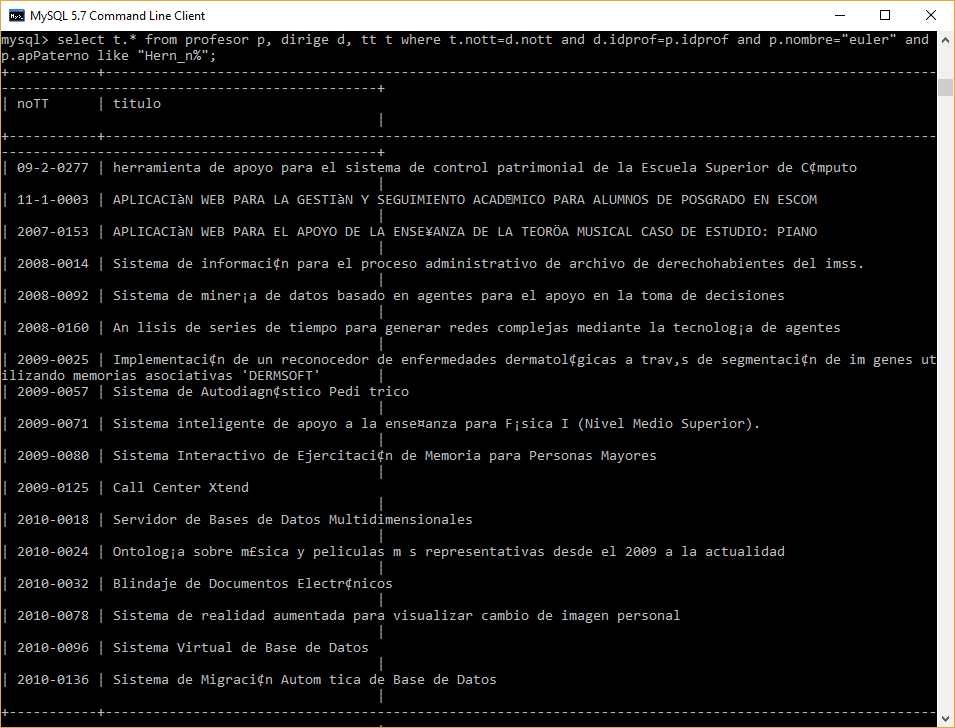 MySQL 5.7 Command Line Client
mysql> select t.* from profesor p, dirige d, tt t where t.nott=d.nott and d.idprof=p.idprof and p.nombre="euler" and
p.apPaterno like "Hern_n%";
| noTT | titulo
|
| 09-2-0277 | herramienta de apoyo para el sistema de control patrimonial de la Escuela Superior de C¢mputo
|
| 11-1-0003 | APLICACIàN WEB PARA LA GESTIàN Y SEGUIMIENTO ACAD�MICO PARA ALUMNOS DE POSGRADO EN ESCOM
|
| 2007-0153 | APLICACIàN WEB PARA EL APOYO DE LA ENSE¥ANZA DE LA TEORÖA MUSICAL CASO DE ESTUDIO: PIANO
|
| 2008-0014 | Sistema de informaci¢n para el proceso administrativo de archivo de derechohabientes del imss.
|
| 2008-0092 | Sistema de miner¡a de datos basado en agentes para el apoyo en la toma de decisiones
|
| 2008-0160 | An lisis de series de tiempo para generar redes complejas mediante la tecnolog¡a de agentes
|
| 2009-0025 | Implementaci¢n de un reconocedor de enfermedades dermatol¢gicas a trav‚s de segmentaci¢n de im genes ut
ilizando memorias asociativas 'DERMSOFT' |
| 2009-0057 | Sistema de Autodiagn¢stico Pedi trico
|
| 2009-0071 | Sistema inteligente de apoyo a la ense¤anza para F¡sica I (Nivel Medio Superior).
|
| 2009-0080 | Sistema Interactivo de Ejercitaci¢n de Memoria para Personas Mayores
|
| 2009-0125 | Call Center Xtend
|
| 2010-0018 | Servidor de Bases de Datos Multidimensionales
|
| 2010-0024 | Ontolog¡a sobre m£sica y peliculas m s representativas desde el 2009 a la actualidad
|
| 2010-0032 | Blindaje de Documentos Electr¢nicos
|
| 2010-0078 | Sistema de realidad aumentada para visualizar cambio de imagen personal
|
| 2010-0096 | Sistema Virtual de Base de Datos
|
| 2010-0136 | Sistema de Migraci¢n Autom tica de Base de Datos
|